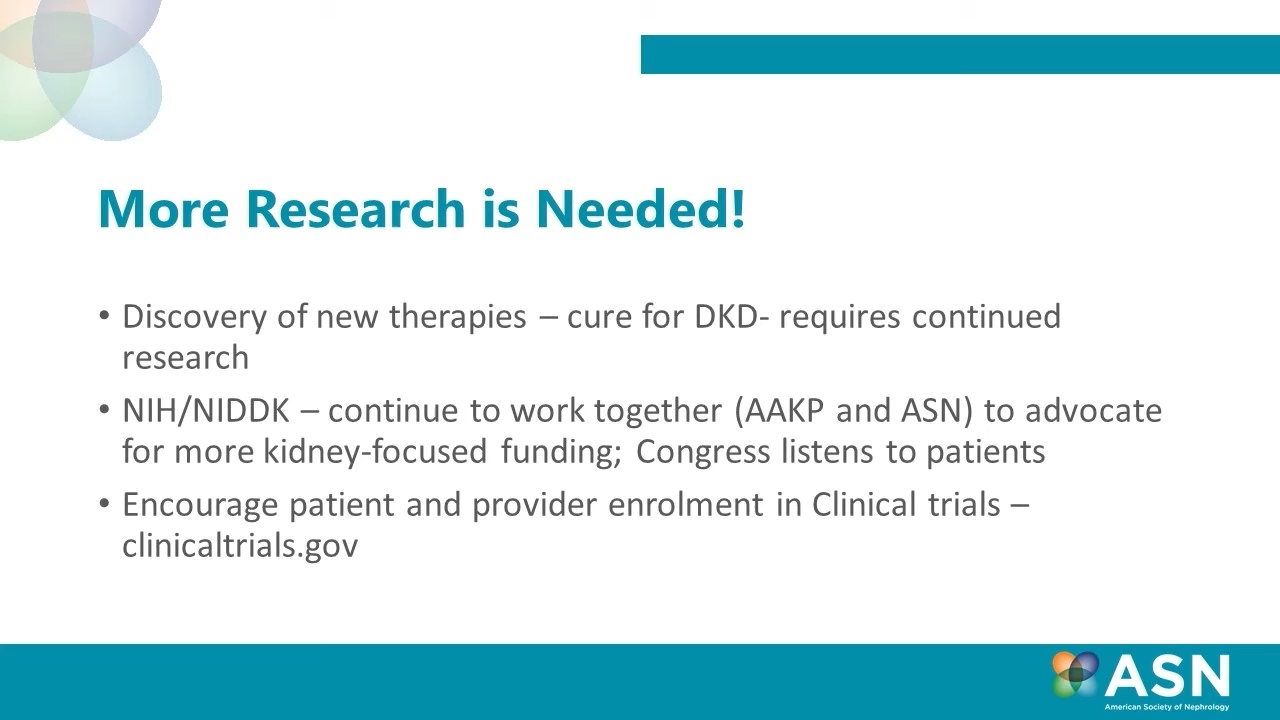 More Research is Needed!
• Discovery of new therapies – cure for DKD- requires continued
research
• NIH/NIDDK – continue to work together (AAKP and ASN) to advocate
for more kidney-focused funding; Congress listens to patients
• Encourage patient and provider enrolment in Clinical trials –
clinicaltrials.gov
ASN
American Society of Nephrology